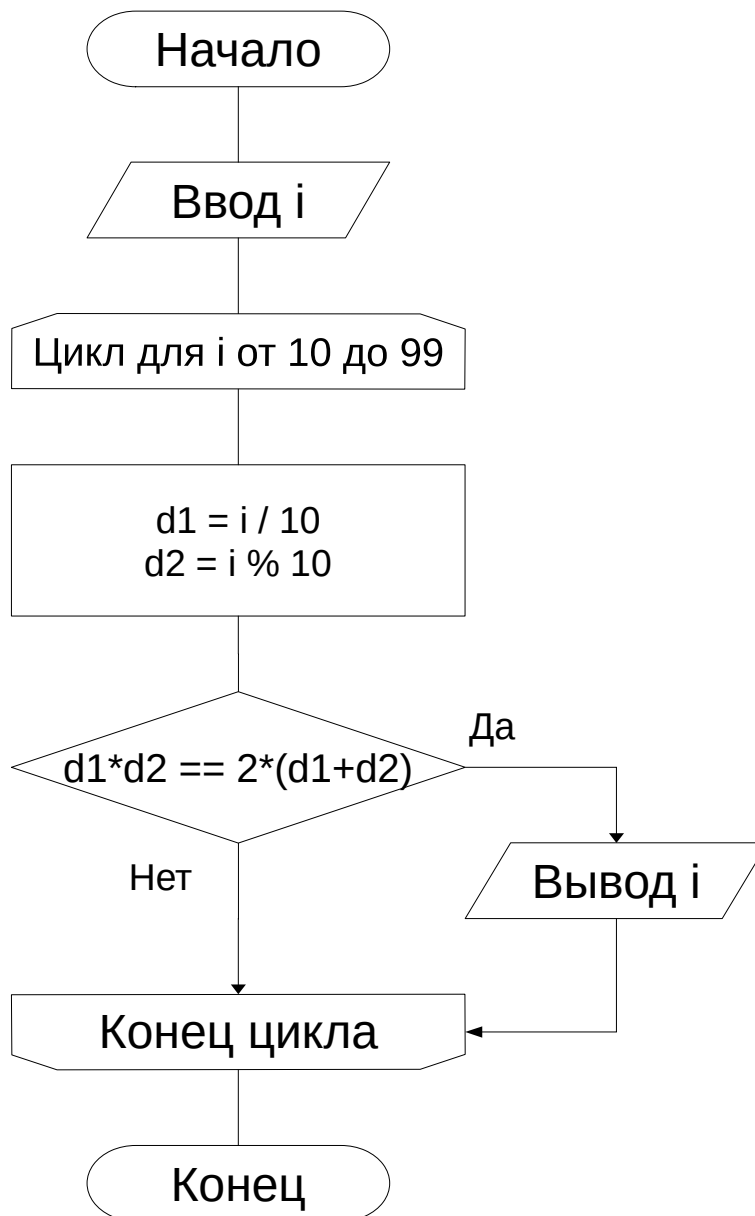 Начало
Ввод i
Цикл для i от 10 до 99
d1 = i / 10
d2 = i % 10
d1*d2 == 2*(d1+d2)
Да
Нет
Вывод i
Конец цикла
Конец